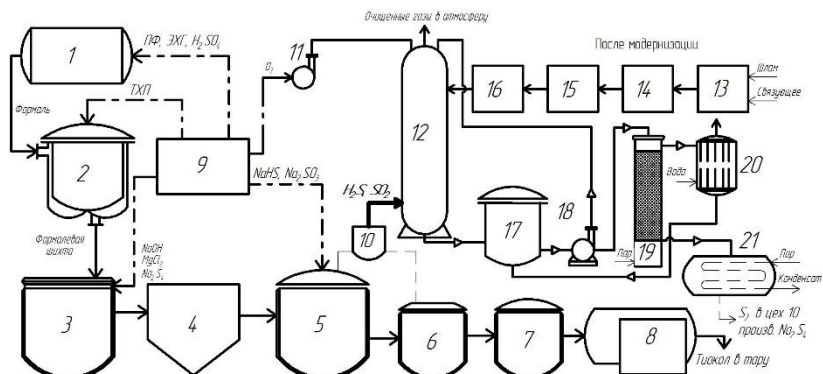 Очищенные газы в атмосферу
После модернизации
ПФ, ЭХГ, H₂SO₄
1
O₂
11
Шлам
Связующее
16
15
14
13
ТХП
Формаль
2
9
12
NaHS, Na₂SO₃
H₂S, SO₂
Вода
20
18
10
17
Пар
19
21
Пар
Конденсат
Формалевая
шихта
NaOH
MgCl₂
Na₂S₄
3
4
5
6
7
8
S₇ в цех 10
произв. Na₂S₄
Тиокол в тару